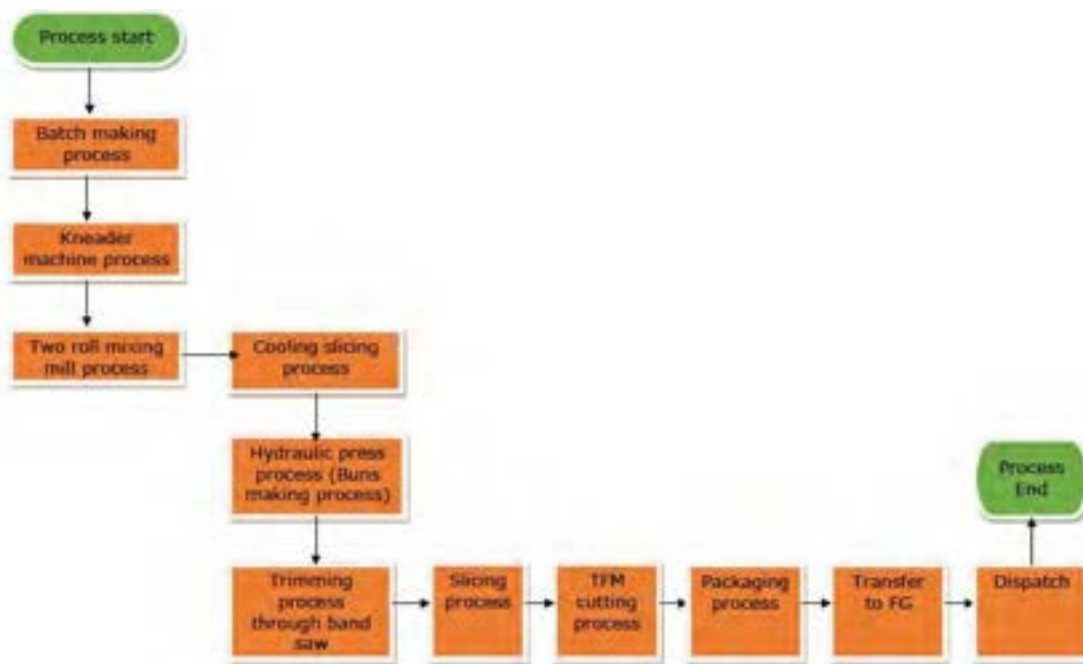 Process start
Batch making
process
Kneader
machine process
Two roll mixing
mill process
Cooling slicing
process
Hydraulic press
process (Buns
making process)
Trimming
process
through band
saw
Slicing
process
TFM
cutting
process
Packaging
process
Transfer
to FG
Dispatch
Process
End